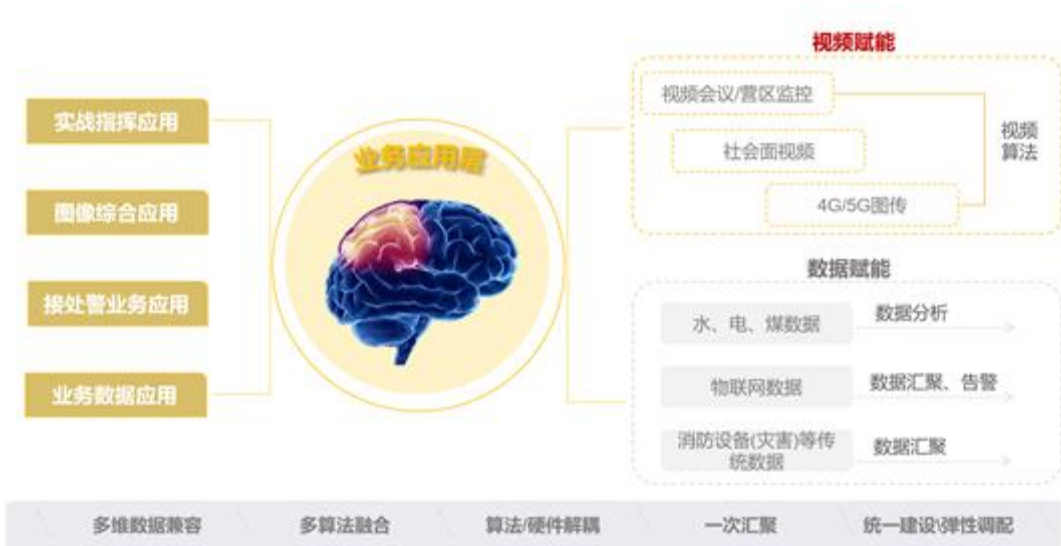 实战指挥应用
图像综合应用
接处警业务应用
业务数据应用
业务应用层
视频赋能
视频会议/营区监控
社会面视频
4G/5G图传
视频
算法
数据赋能
水、电、煤数据
数据分析
物联网数据
数据汇聚、告警
消防设备(灾害)等传
统数据
数据汇聚
多维数据兼容
多算法融合
算法/硬件解耦
一次汇聚
统一建设\弹性调配